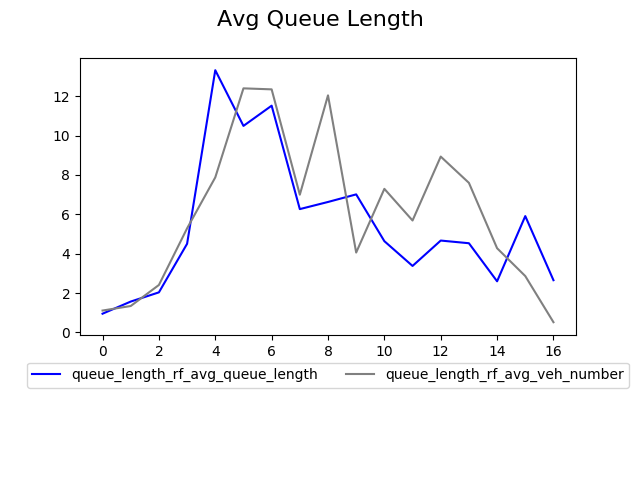 Avg Queue Length
12
10
8
6
4
2
0
0 2 4 6 8 10 12 14 16
queue_length_rf_avg_queue_length queue_length_rf_avg_veh_number